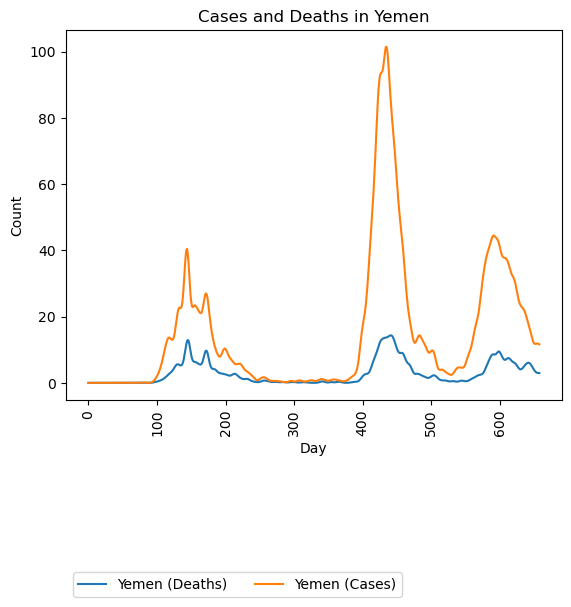 Cases and Deaths in Yemen
Count
100
80
60
40
20
0
0 100 200 300 400 500 600
Day
Yemen (Deaths) Yemen (Cases)